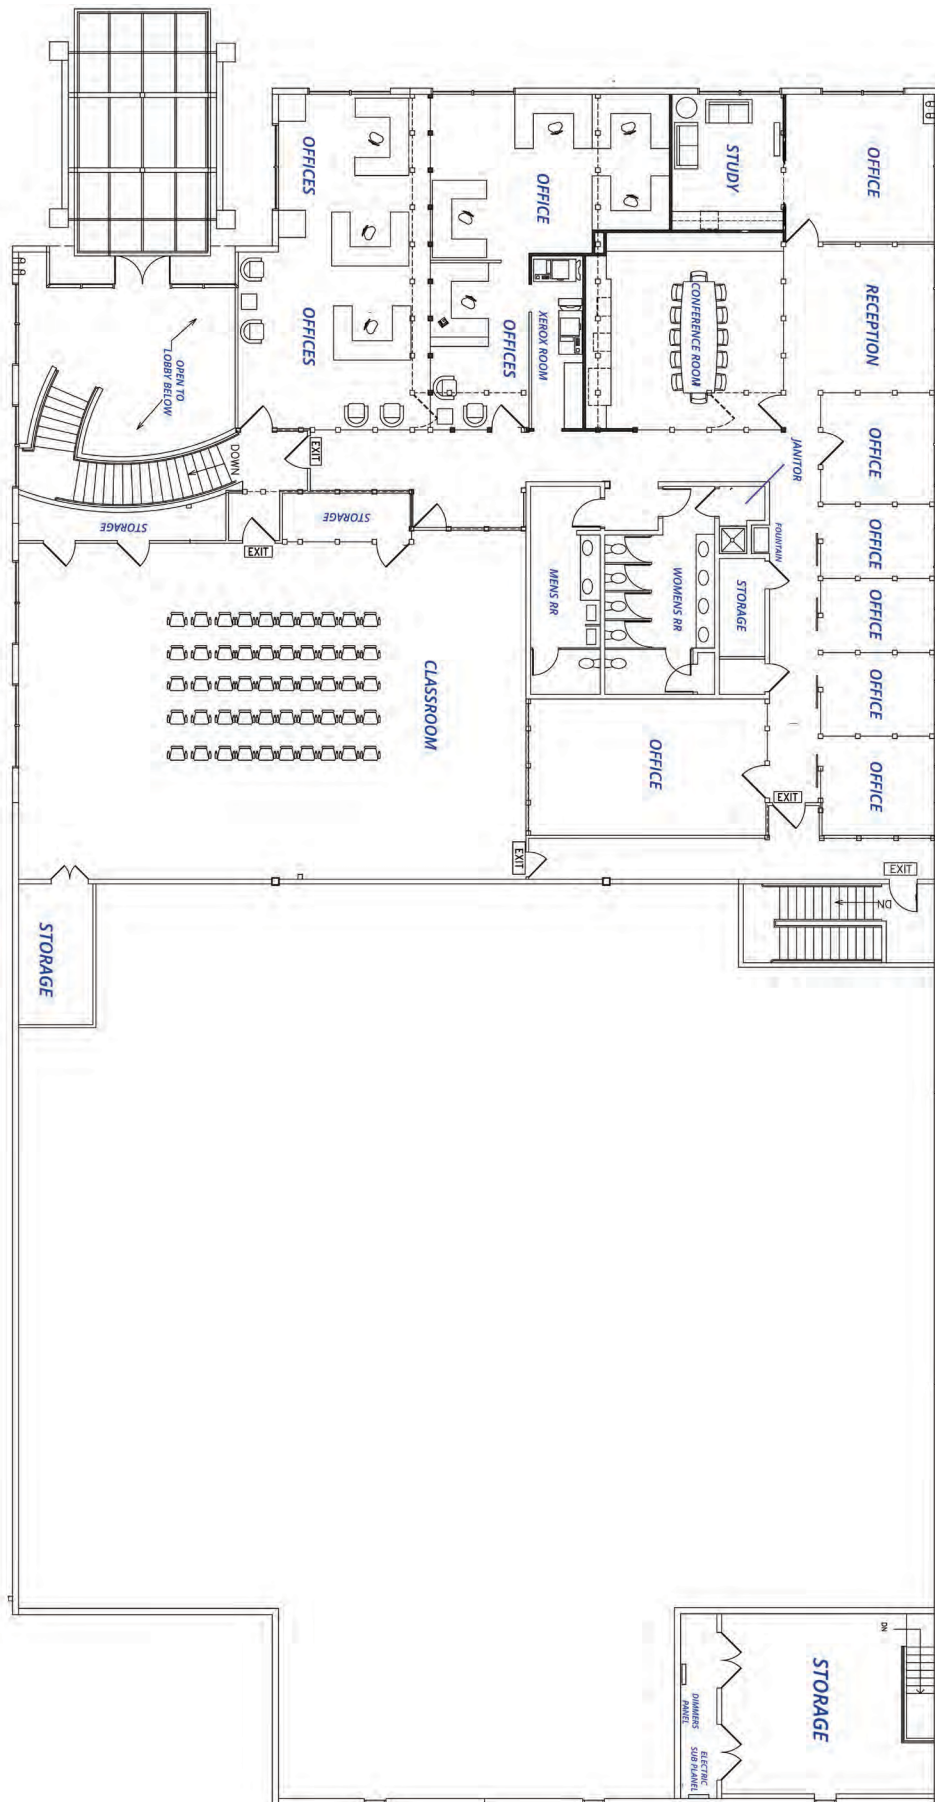 OFFICES
OFFICE
STUDY
OFFICE
OFFICES
OFFICES
XEROX ROOM
CONFERENCE ROOM
RECEPTION
OPEN TO
LOBBY BELOW
DOWN
EXIT
JANITOR
OFFICE
STORAGE
STORAGE
EXIT
FOUNTAIN
OFFICE
MENS RR
WOMENS RR
STORAGE
OFFICE
CLASSROOM
OFFICE
OFFICE
OFFICE
EXIT
EXIT
EXIT
DN
STORAGE
DN
STORAGE
DIMMERS
PANEL
ELECTRIC
SUB PLANEL